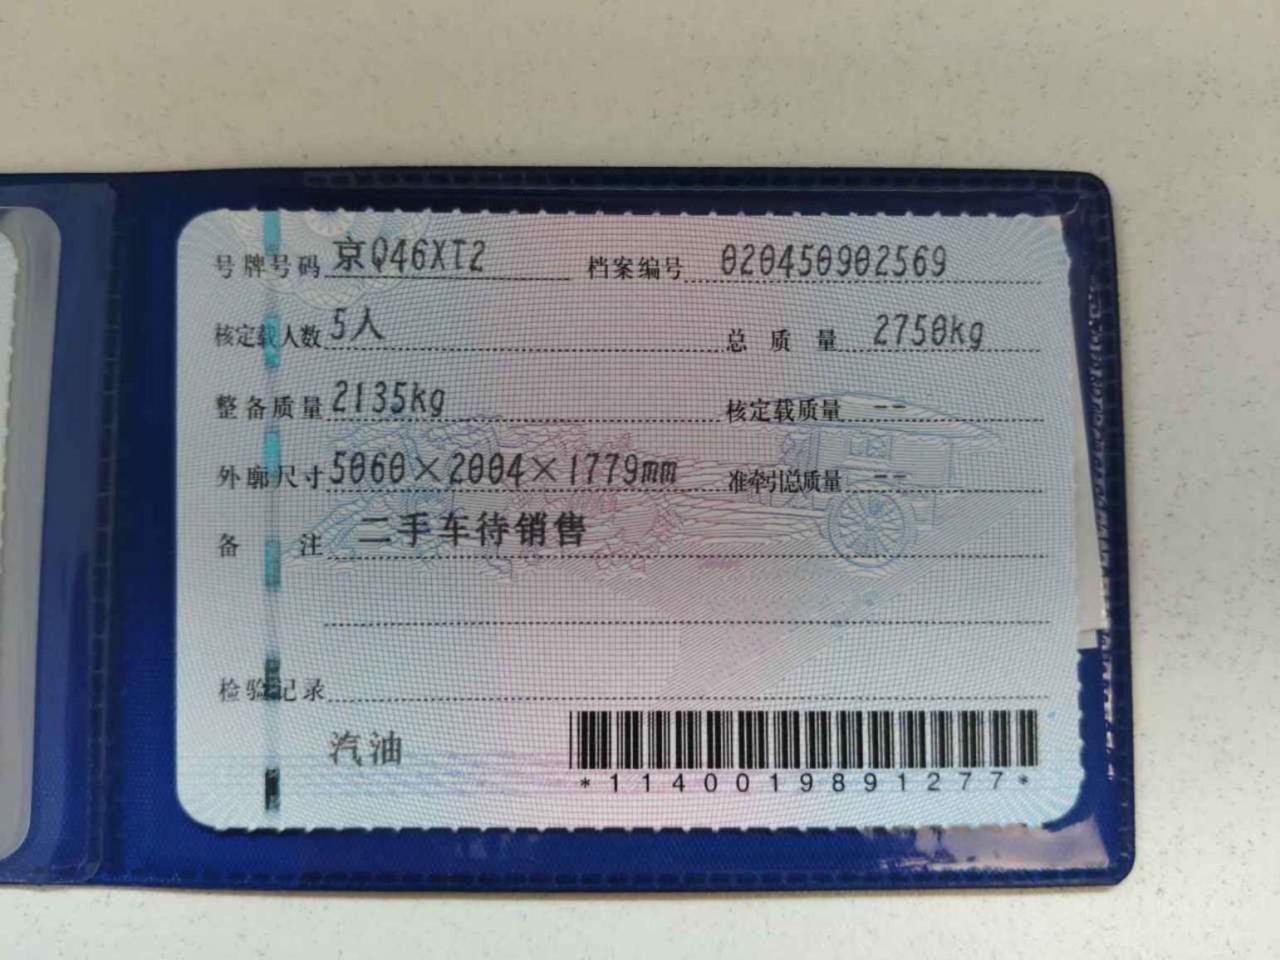 号牌号码 京Q46XT2 档案编号 020450902569
核定载人数 5人 总质量 2750kg
整备质量 2135kg 核定载质量 --
外廓尺寸 5060×2004×1779mm 准牵引总质量 --
备注 二手车待销售
检验记录
汽油
*1140019891277*